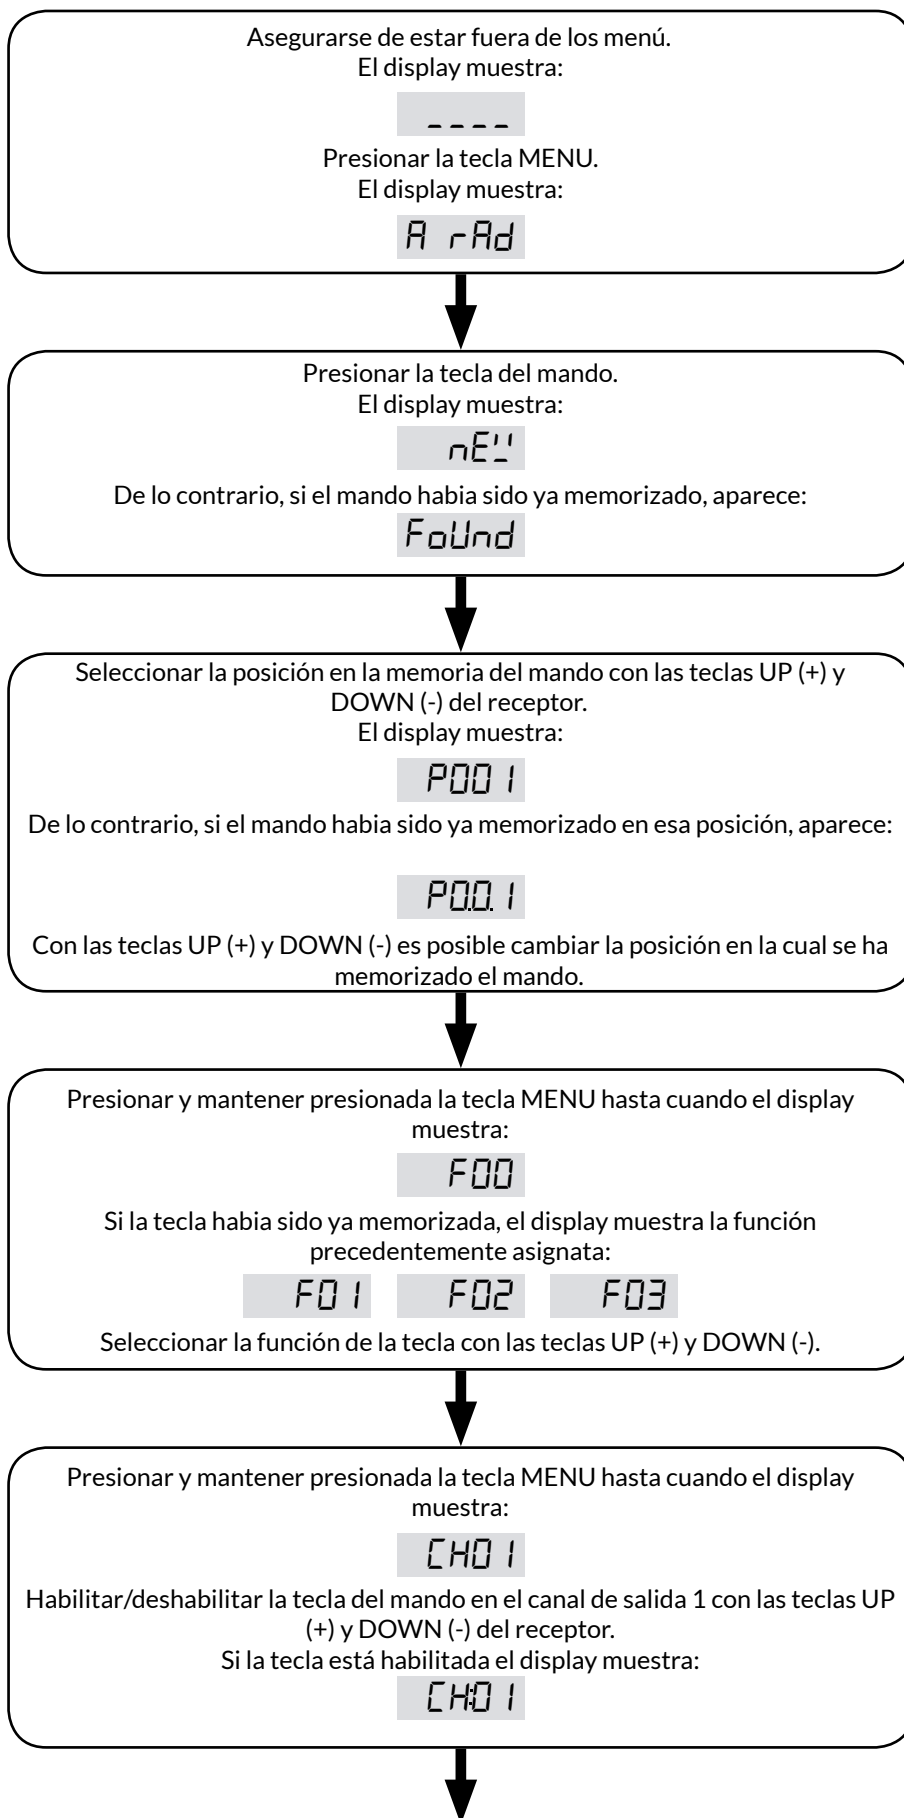 Asegurarse de estar fuera de los menú.
El display muestra:
_ _ _ _
Presionar la tecla MENU.
El display muestra:
A rAd
Presionar la tecla del mando.
El display muestra:
nEW
De lo contrario, si el mando habia sido ya memorizado, aparece:
FoUnd
Seleccionar la posición en la memoria del mando con las teclas UP (+) y
DOWN (-) del receptor.
El display muestra:
P001
De lo contrario, si el mando habia sido ya memorizado en esa posición, aparece:
P0.0.1
Con las teclas UP (+) y DOWN (-) es posible cambiar la posición en la cual se ha
memorizado el mando.
Presionar y mantener presionada la tecla MENU hasta cuando el display
muestra:
F00
Si la tecla habia sido ya memorizada, el display muestra la función
precedentemente asignata:
F01 F02 F03
Seleccionar la función de la tecla con las teclas UP (+) y DOWN (-).
Presionar y mantener presionada la tecla MENU hasta cuando el display
muestra:
CH01
Habilitar/deshabilitar la tecla del mando en el canal de salida 1 con las teclas UP
(+) y DOWN (-) del receptor.
Si la tecla está habilitada el display muestra:
CH:01